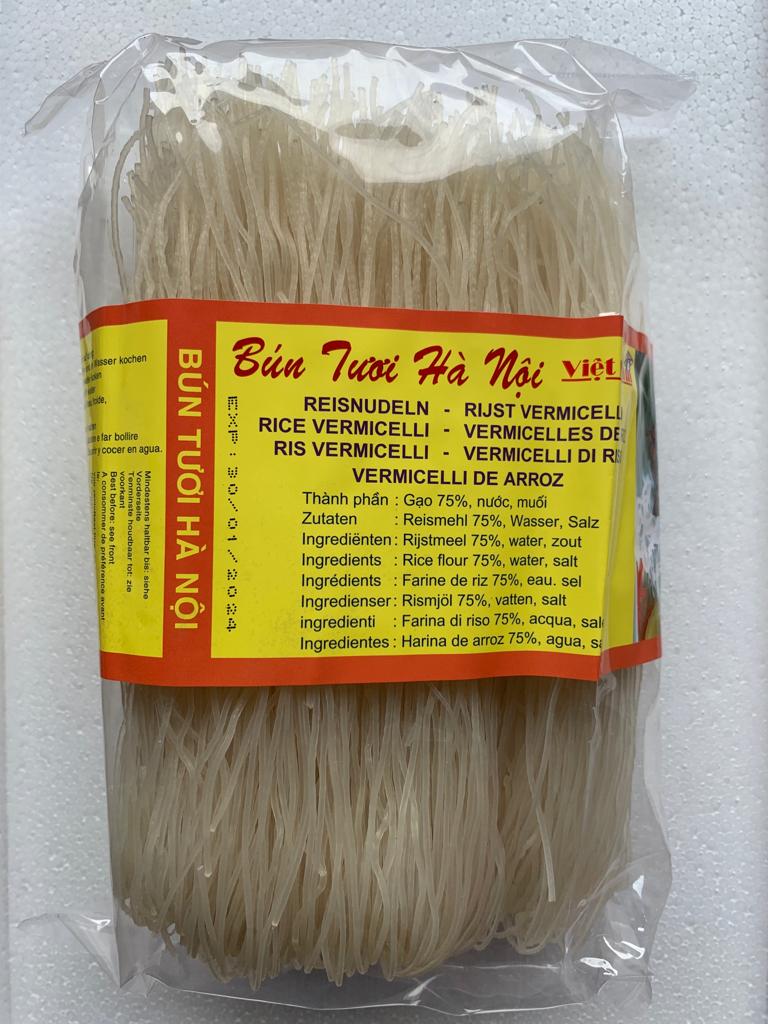 Bún Tươi Hà Nội Việt
REISNUDELN - RIJST VERMICELLI
RICE VERMICELLI - VERMICELLES DE
RIS VERMICELLI - VERMICELLI DI RIS
VERMICELLI DE ARROZ
Thành phần : Gạo 75%, nước, muối
Zutaten : Reismehl 75%, Wasser, Salz
Ingrediënten : Rijstmeel 75%, water, zout
Ingredients : Rice flour 75%, water, salt
Ingrédients : Farine de riz 75%, eau. sel
Ingredienser : Rismjöl 75%, vatten, salt
ingredienti : Farina di riso 75%, acqua, sale
Ingredientes : Harina de arroz 75%, agua, sa
EXP. 30/01/2024
BÚN TƯƠI HÀ NỘI
Wasser kochen
e far bollire
y cocer en agua.
Mindestens haltbar bis: siehe
Vorderseite
Tenminste houdbaar tot: zie
voorkant
Best before: see front
A consommer de préférence avant